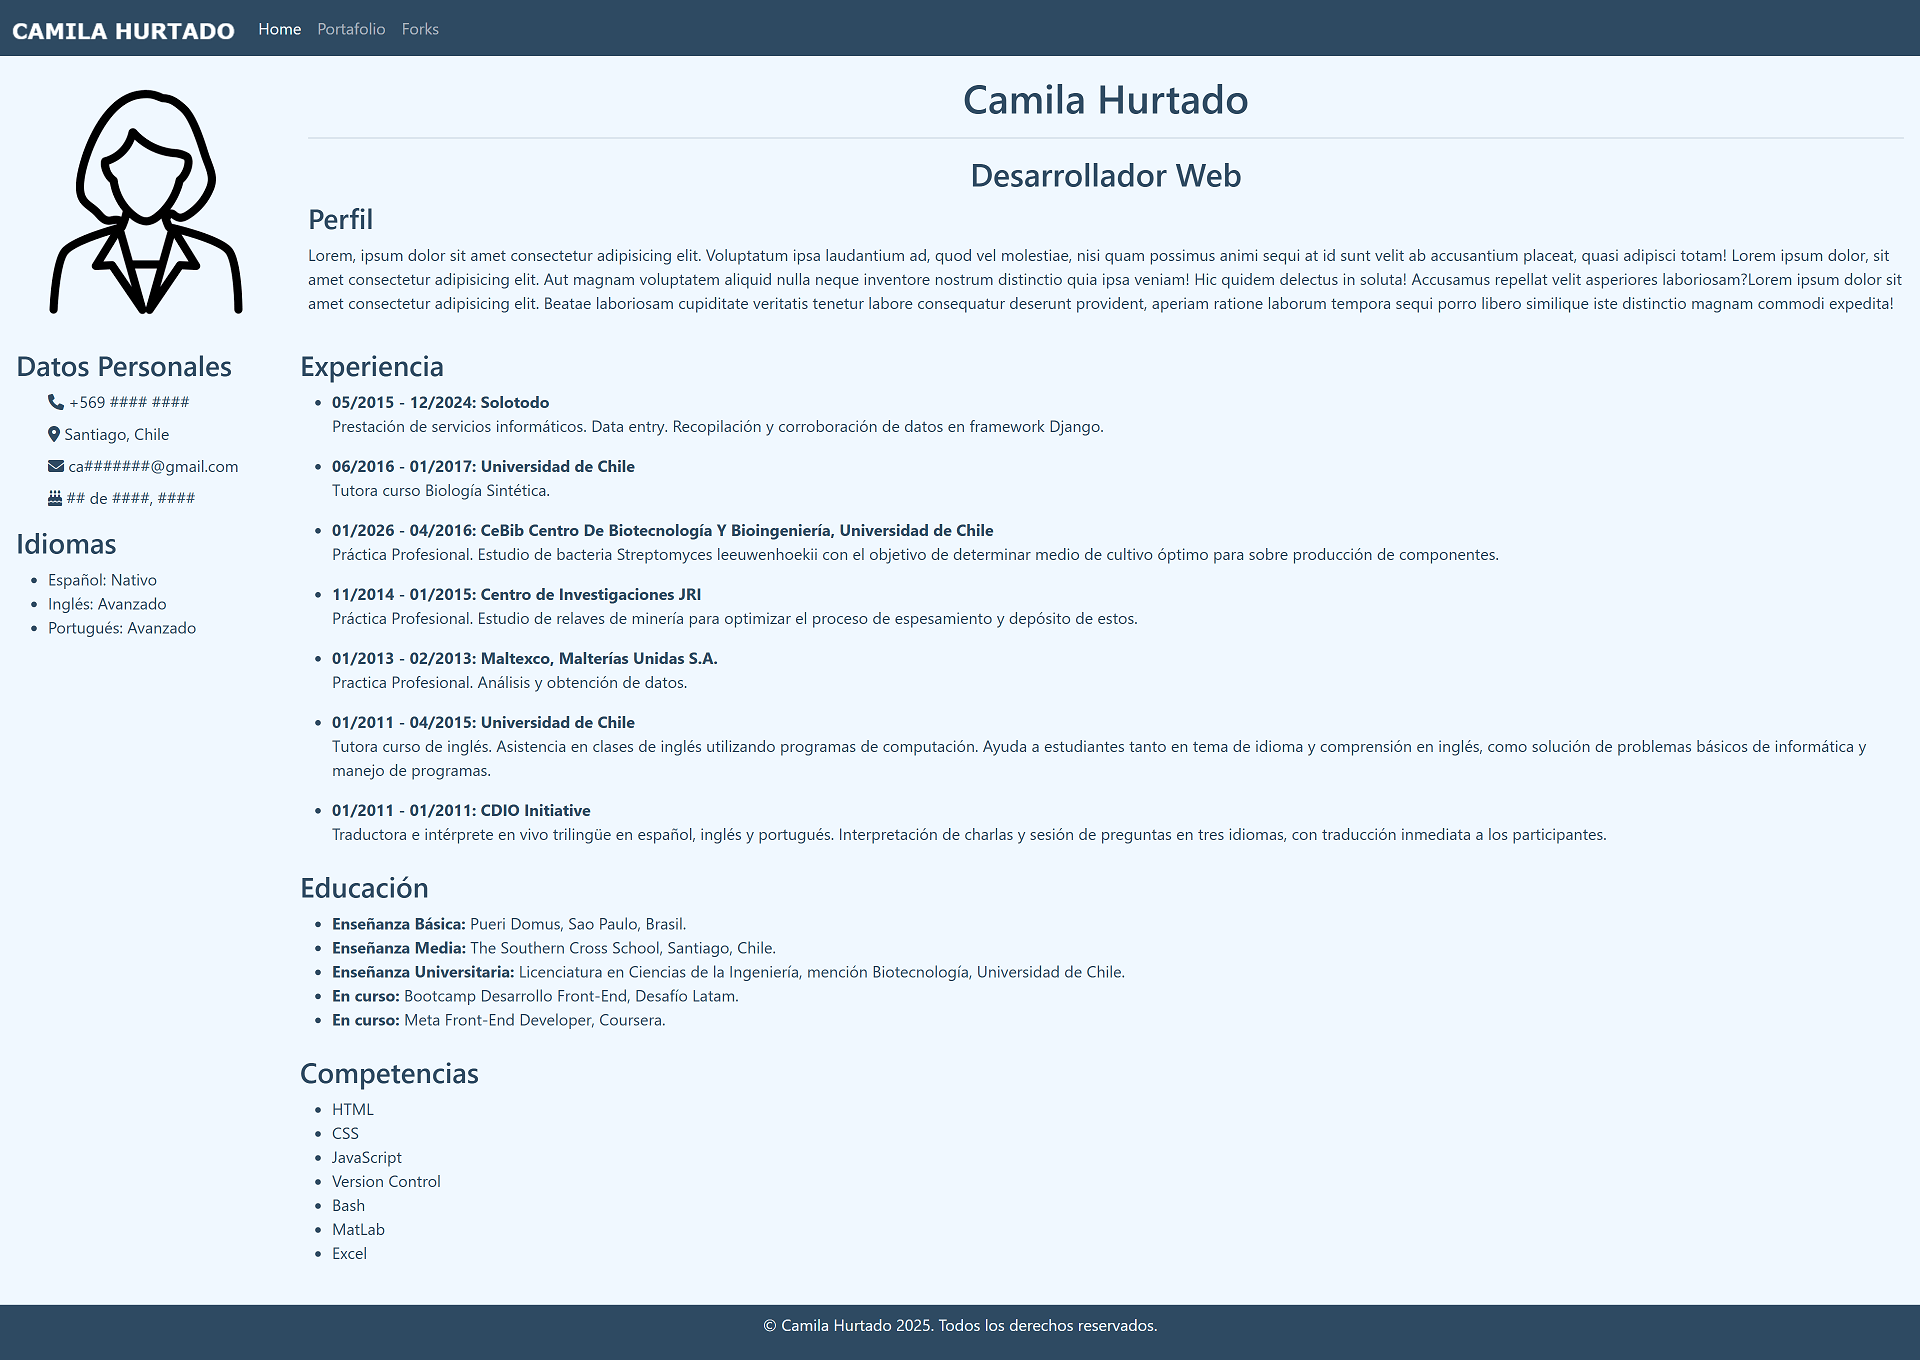 CAMILA HURTADO Home Portafolio Forks
Camila Hurtado
Desarrollador Web
Perfil
Lorem, ipsum dolor sit amet consectetur adipisicing elit. Voluptatum ipsa laudantium ad, quod vel molestiae, nisi quam possimus animi sequi at id sunt velit ab accusantium placeat, quasi adipisci totam! Lorem ipsum dolor, sit
amet consectetur adipisicing elit. Aut magnam voluptatem aliquid nulla neque inventore nostrum distinctio quia ipsa veniam! Hic quidem delectus in soluta! Accusamus repellat velit asperiores laboriosam?Lorem ipsum dolor sit
amet consectetur adipisicing elit. Beatae laboriosam cupiditate veritatis tenetur labore consequatur deserunt provident, aperiam ratione laborum tempora sequi porro libero similique iste distinctio magnam commodi expedita!
Datos Personales
+569 #### ####
Santiago, Chile
ca#######@gmail.com
## de ####, ####
Idiomas
Español: Nativo
Inglés: Avanzado
Portugués: Avanzado
Experiencia
05/2015 - 12/2024: Solotodo
Prestación de servicios informáticos. Data entry. Recopilación y corroboración de datos en framework Django.
06/2016 - 01/2017: Universidad de Chile
Tutora curso Biología Sintética.
01/2026 - 04/2016: CeBib Centro De Biotecnología Y Bioingeniería, Universidad de Chile
Práctica Profesional. Estudio de bacteria Streptomyces leeuwenhoekii con el objetivo de determinar medio de cultivo óptimo para sobre producción de componentes.
11/2014 - 01/2015: Centro de Investigaciones JRI
Práctica Profesional. Estudio de relaves de minería para optimizar el proceso de espesamiento y depósito de estos.
01/2013 - 02/2013: Maltexco, Malterías Unidas S.A.
Practica Profesional. Análisis y obtención de datos.
01/2011 - 04/2015: Universidad de Chile
Tutora curso de inglés. Asistencia en clases de inglés utilizando programas de computación. Ayuda a estudiantes tanto en tema de idioma y comprensión en inglés, como solución de problemas básicos de informática y
manejo de programas.
01/2011 - 01/2011: CDIO Initiative
Traductora e intérprete en vivo trilingüe en español, inglés y portugués. Interpretación de charlas y sesión de preguntas en tres idiomas, con traducción inmediata a los participantes.
Educación
Enseñanza Básica: Pueri Domus, Sao Paulo, Brasil.
Enseñanza Media: The Southern Cross School, Santiago, Chile.
Enseñanza Universitaria: Licenciatura en Ciencias de la Ingeniería, mención Biotecnología, Universidad de Chile.
En curso: Bootcamp Desarrollo Front-End, Desafío Latam.
En curso: Meta Front-End Developer, Coursera.
Competencias
HTML
CSS
JavaScript
Version Control
Bash
MatLab
Excel
© Camila Hurtado 2025. Todos los derechos reservados.